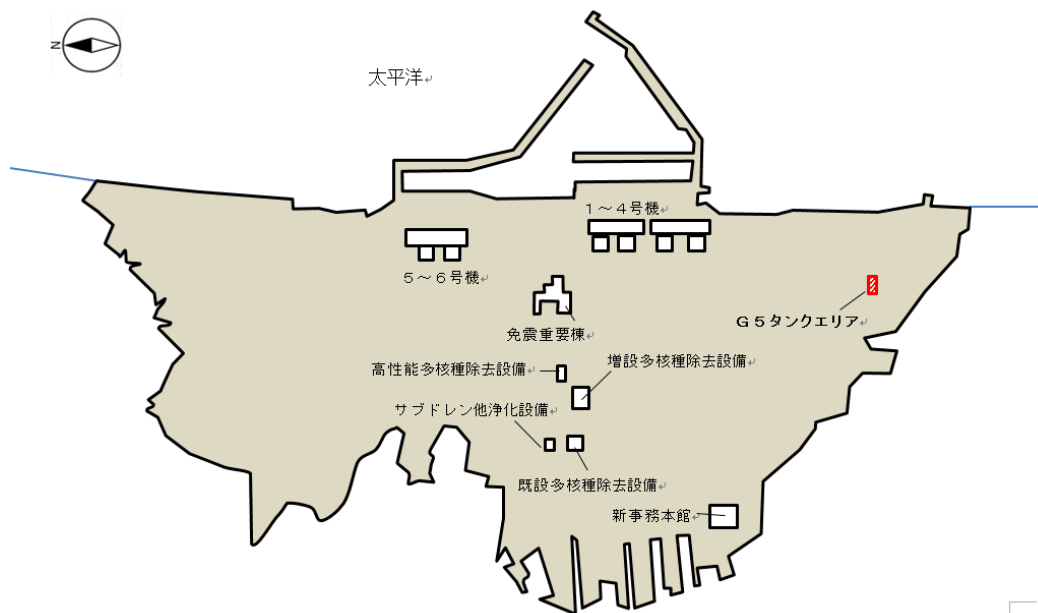 N
太平洋
１～４号機
５～６号機
Ｇ５タンクエリア
免震重要棟
高性能多核種除去設備
増設多核種除去設備
サブドレン他浄化設備
既設多核種除去設備
新事務本館